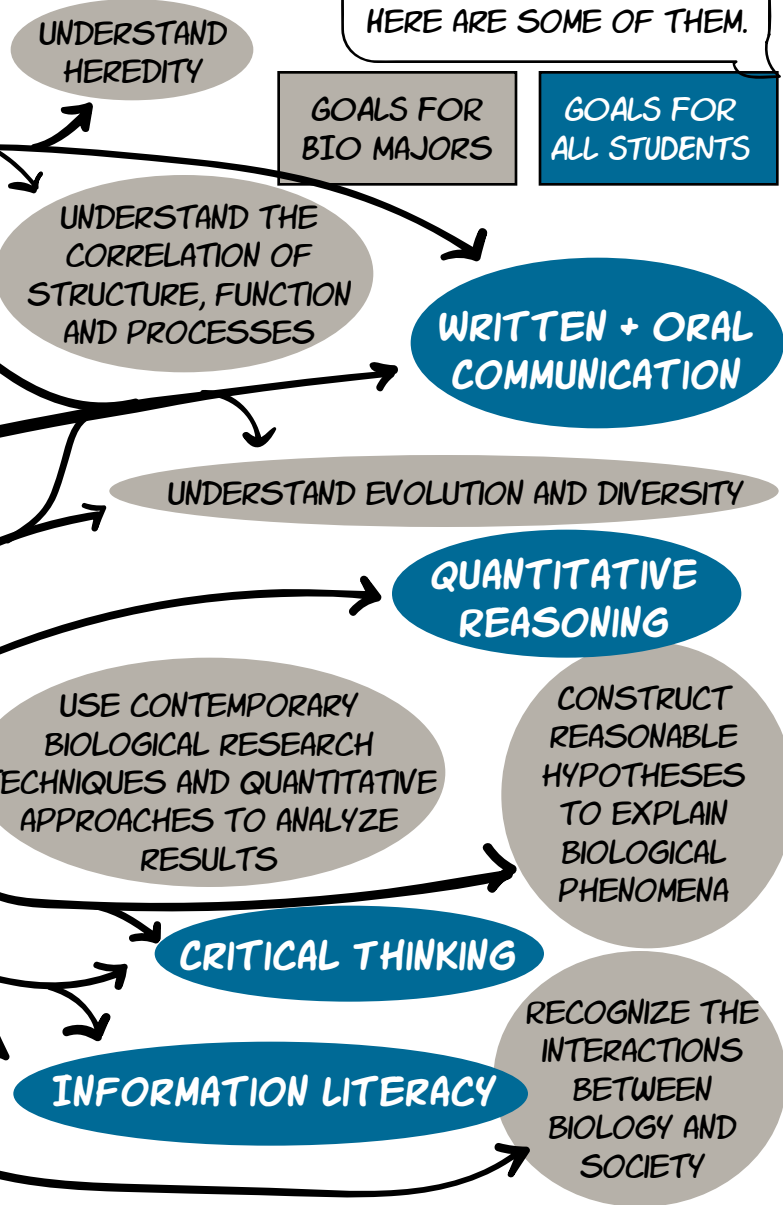 HERE ARE SOME OF THEM.
GOALS FOR
BIO MAJORS
GOALS FOR
ALL STUDENTS
UNDERSTAND
HEREDITY
UNDERSTAND THE
CORRELATION OF
STRUCTURE, FUNCTION
AND PROCESSES
WRITTEN + ORAL
COMMUNICATION
UNDERSTAND EVOLUTION AND DIVERSITY
QUANTITATIVE
REASONING
USE CONTEMPORARY
BIOLOGICAL RESEARCH
TECHNIQUES AND QUANTITATIVE
APPROACHES TO ANALYZE
RESULTS
CONSTRUCT
REASONABLE
HYPOTHESES
TO EXPLAIN
BIOLOGICAL
PHENOMENA
CRITICAL THINKING
INFORMATION LITERACY
RECOGNIZE THE
INTERACTIONS
BETWEEN
BIOLOGY AND
SOCIETY